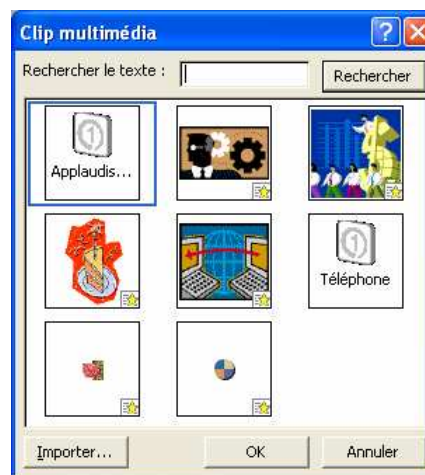 Clip multimédia
Rechercher le texte :
Rechercher
Applaudis...
Téléphone
Importer...
OK
Annuler